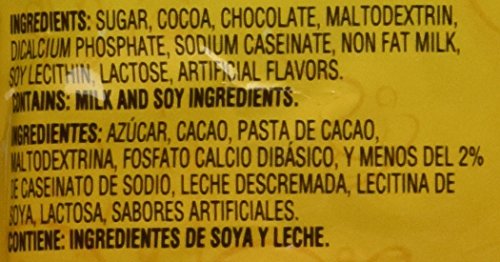 INGREDIENTS: SUGAR, COCOA, CHOCOLATE, MALTODEXTRIN,
DICALCIUM PHOSPHATE, SODIUM CASEINATE, NON FAT MILK,
SOY LECITHIN, LACTOSE, ARTIFICIAL FLAVORS.
CONTAINS: MILK AND SOY INGREDIENTS.
INGREDIENTES: AZÚCAR, CACAO, PASTA DE CACAO,
MALTODEXTRINA, FOSFATO CALCIO DIBÁSICO, Y MENOS DEL 2%
DE CASEINATO DE SODIO, LECHE DESCREMADA, LECITINA DE
SOYA, LACTOSA, SABORES ARTIFICIALES.
CONTIENE: INGREDIENTES DE SOYA Y LECHE.